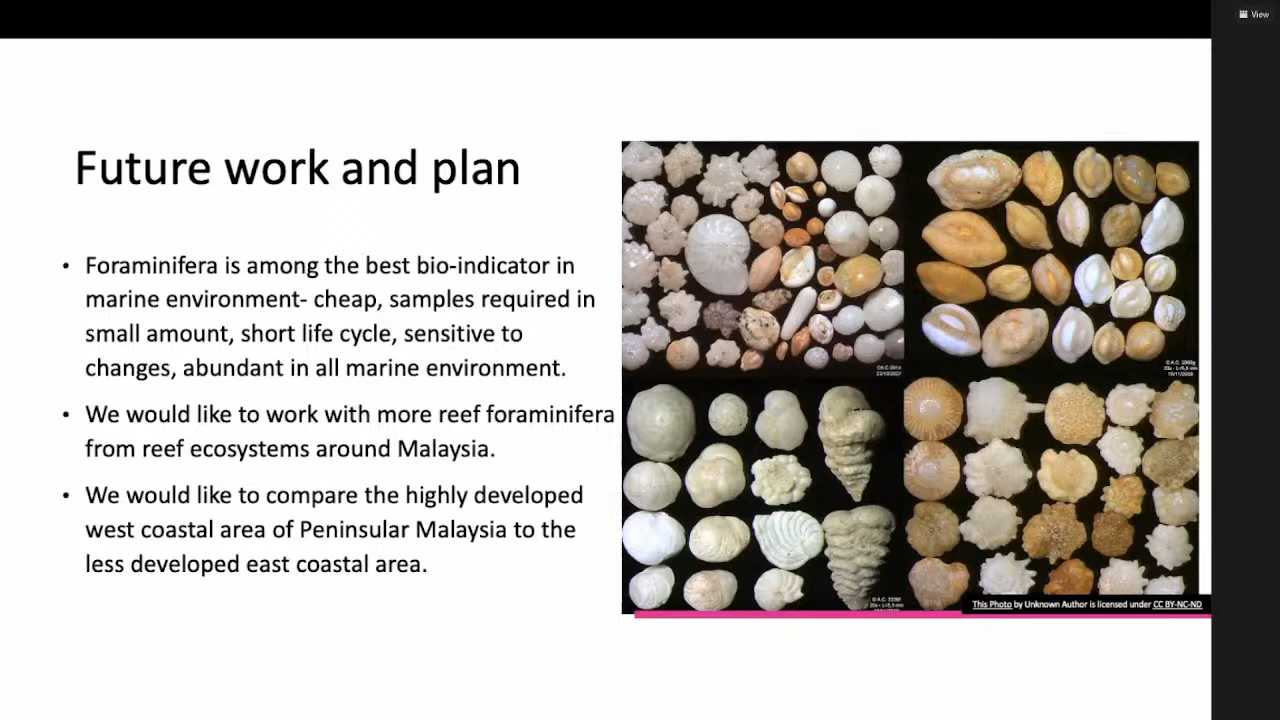 View
Future work and plan
• Foraminifera is among the best bio-indicator in
marine environment- cheap, samples required in
small amount, short life cycle, sensitive to
changes, abundant in all marine environment.
• We would like to work with more reef foraminifera
from reef ecosystems around Malaysia.
• We would like to compare the highly developed
west coastal area of Peninsular Malaysia to the
less developed east coastal area.
This Photo by Unknown Author is licensed under CC BY-NC-ND